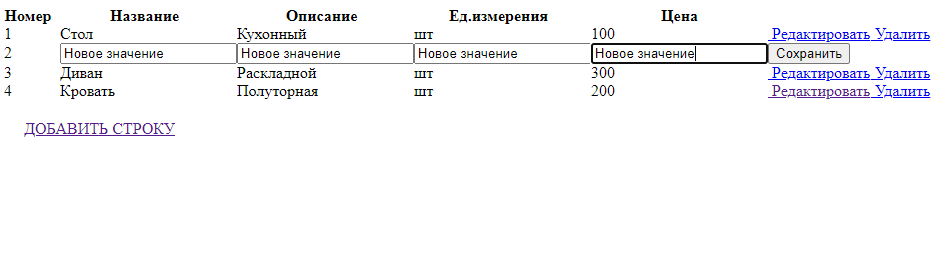 Номер Название Описание Ед.измерения Цена
1 Стол Кухонный шт 100 Редактировать Удалить
2 Новое значение Новое значение Новое значение Новое значение Сохранить
3 Диван Раскладной шт 300 Редактировать Удалить
4 Кровать Полуторная шт 200 Редактировать Удалить
ДОБАВИТЬ СТРОКУ